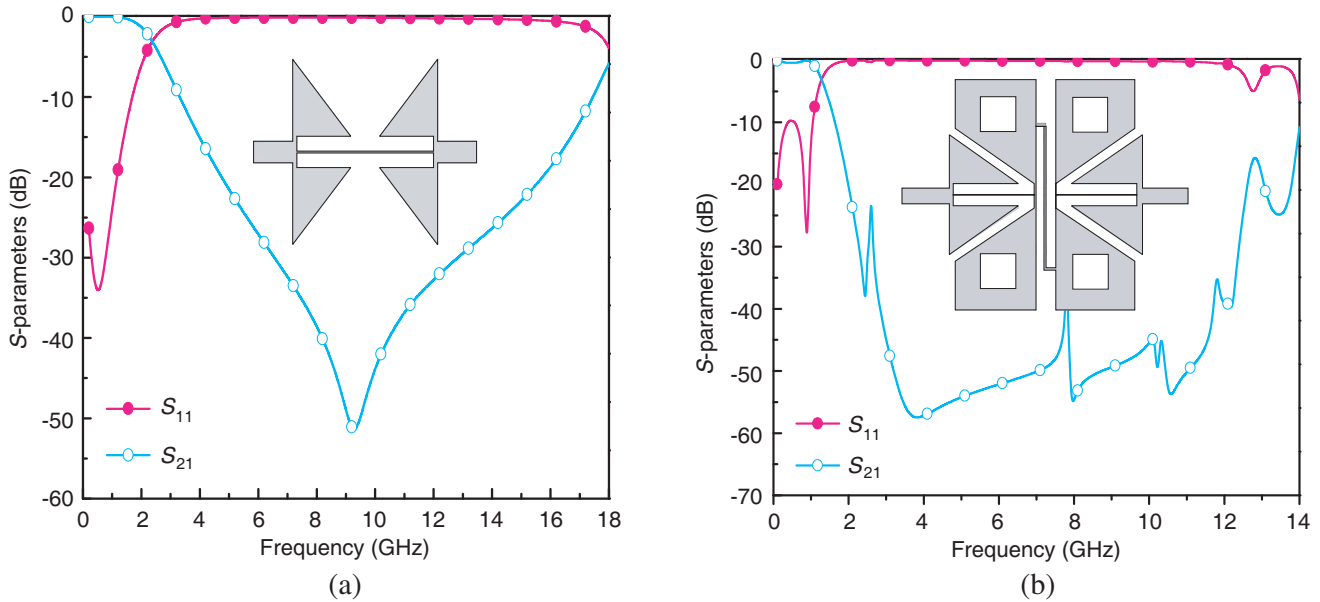 0
-10
-20
-30
-40
-50
-60
S-parameters (dB)
S11
S21
0 2 4 6 8 10 12 14 16 18
Frequency (GHz)
(a)
0
-10
-20
-30
-40
-50
-60
-70
S-parameters (dB)
S11
S21
0 2 4 6 8 10 12 14
Frequency (GHz)
(b)